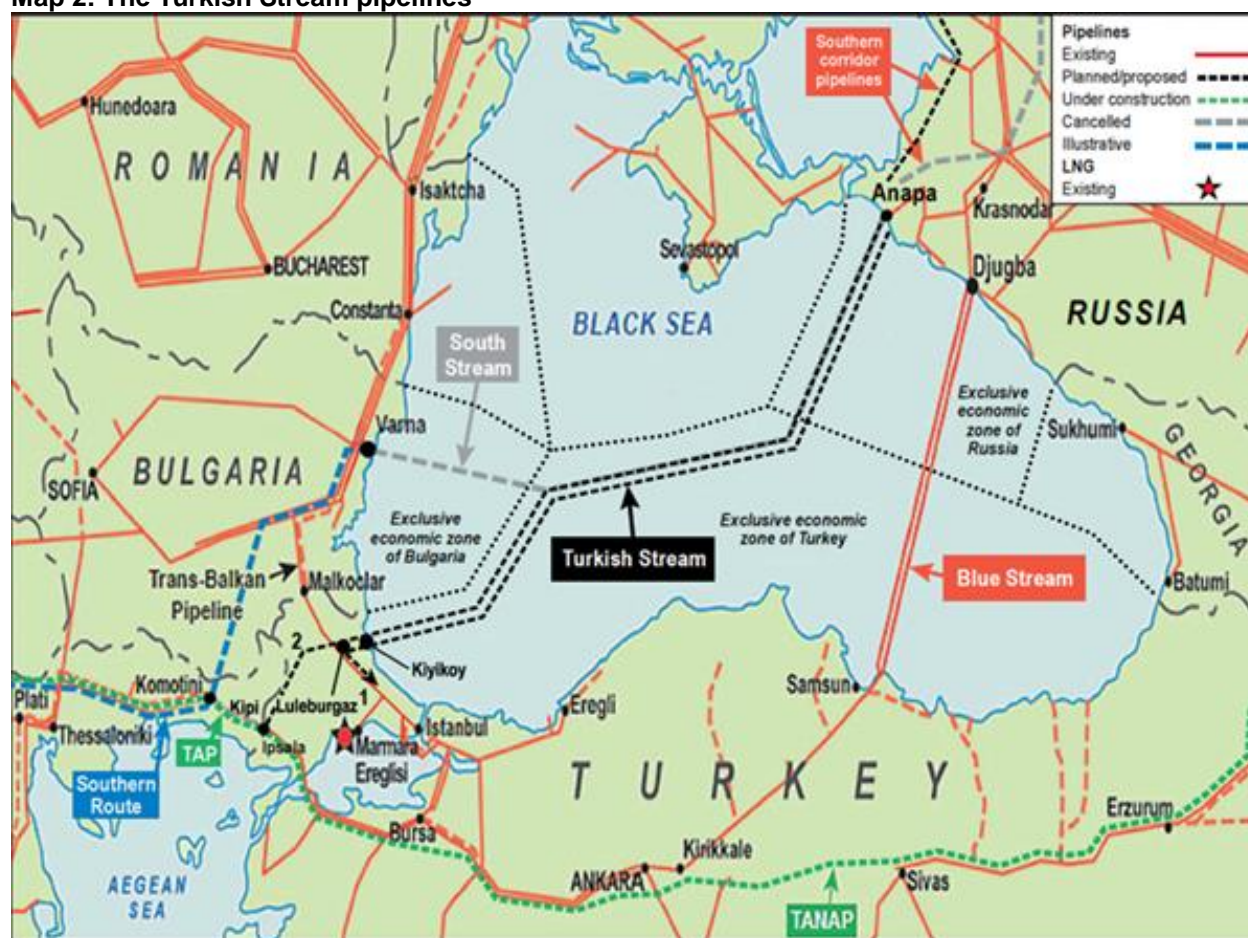 Map 2: The Turkish Stream pipelines
Pipelines
Existing
Planned/proposed
Under construction
Cancelled
Illustrative
LNG
Existing
Southern
corridor
pipelines
Hunedoara
ROMANIA
Isaktcha
BUCHAREST
Constanta
Sevastopol
Anapa
Krasnodar
Djugba
RUSSIA
BLACK SEA
South
Stream
Varna
BULGARIA
SOFIA
Exclusive
economic
zone of
Russia
Sukhumi
GEORGIA
Exclusive
economic zone
of Bulgaria
Exclusive economic
zone of Turkey
Turkish Stream
Blue Stream
Batumi
Trans-Balkan
Pipeline
Malkoclar
2
Kiyikoy
Komotini
Kipi
Luleburgaz
1
Plati
Thessaloniki
TAP
Ipsala
Istanbul
Eregli
Samsun
Marmara
Ereglisi
Southern
Route
TURKEY
Erzurum
Bursa
Kirikkale
ANKARA
Sivas
AEGEAN
SEA
TANAP